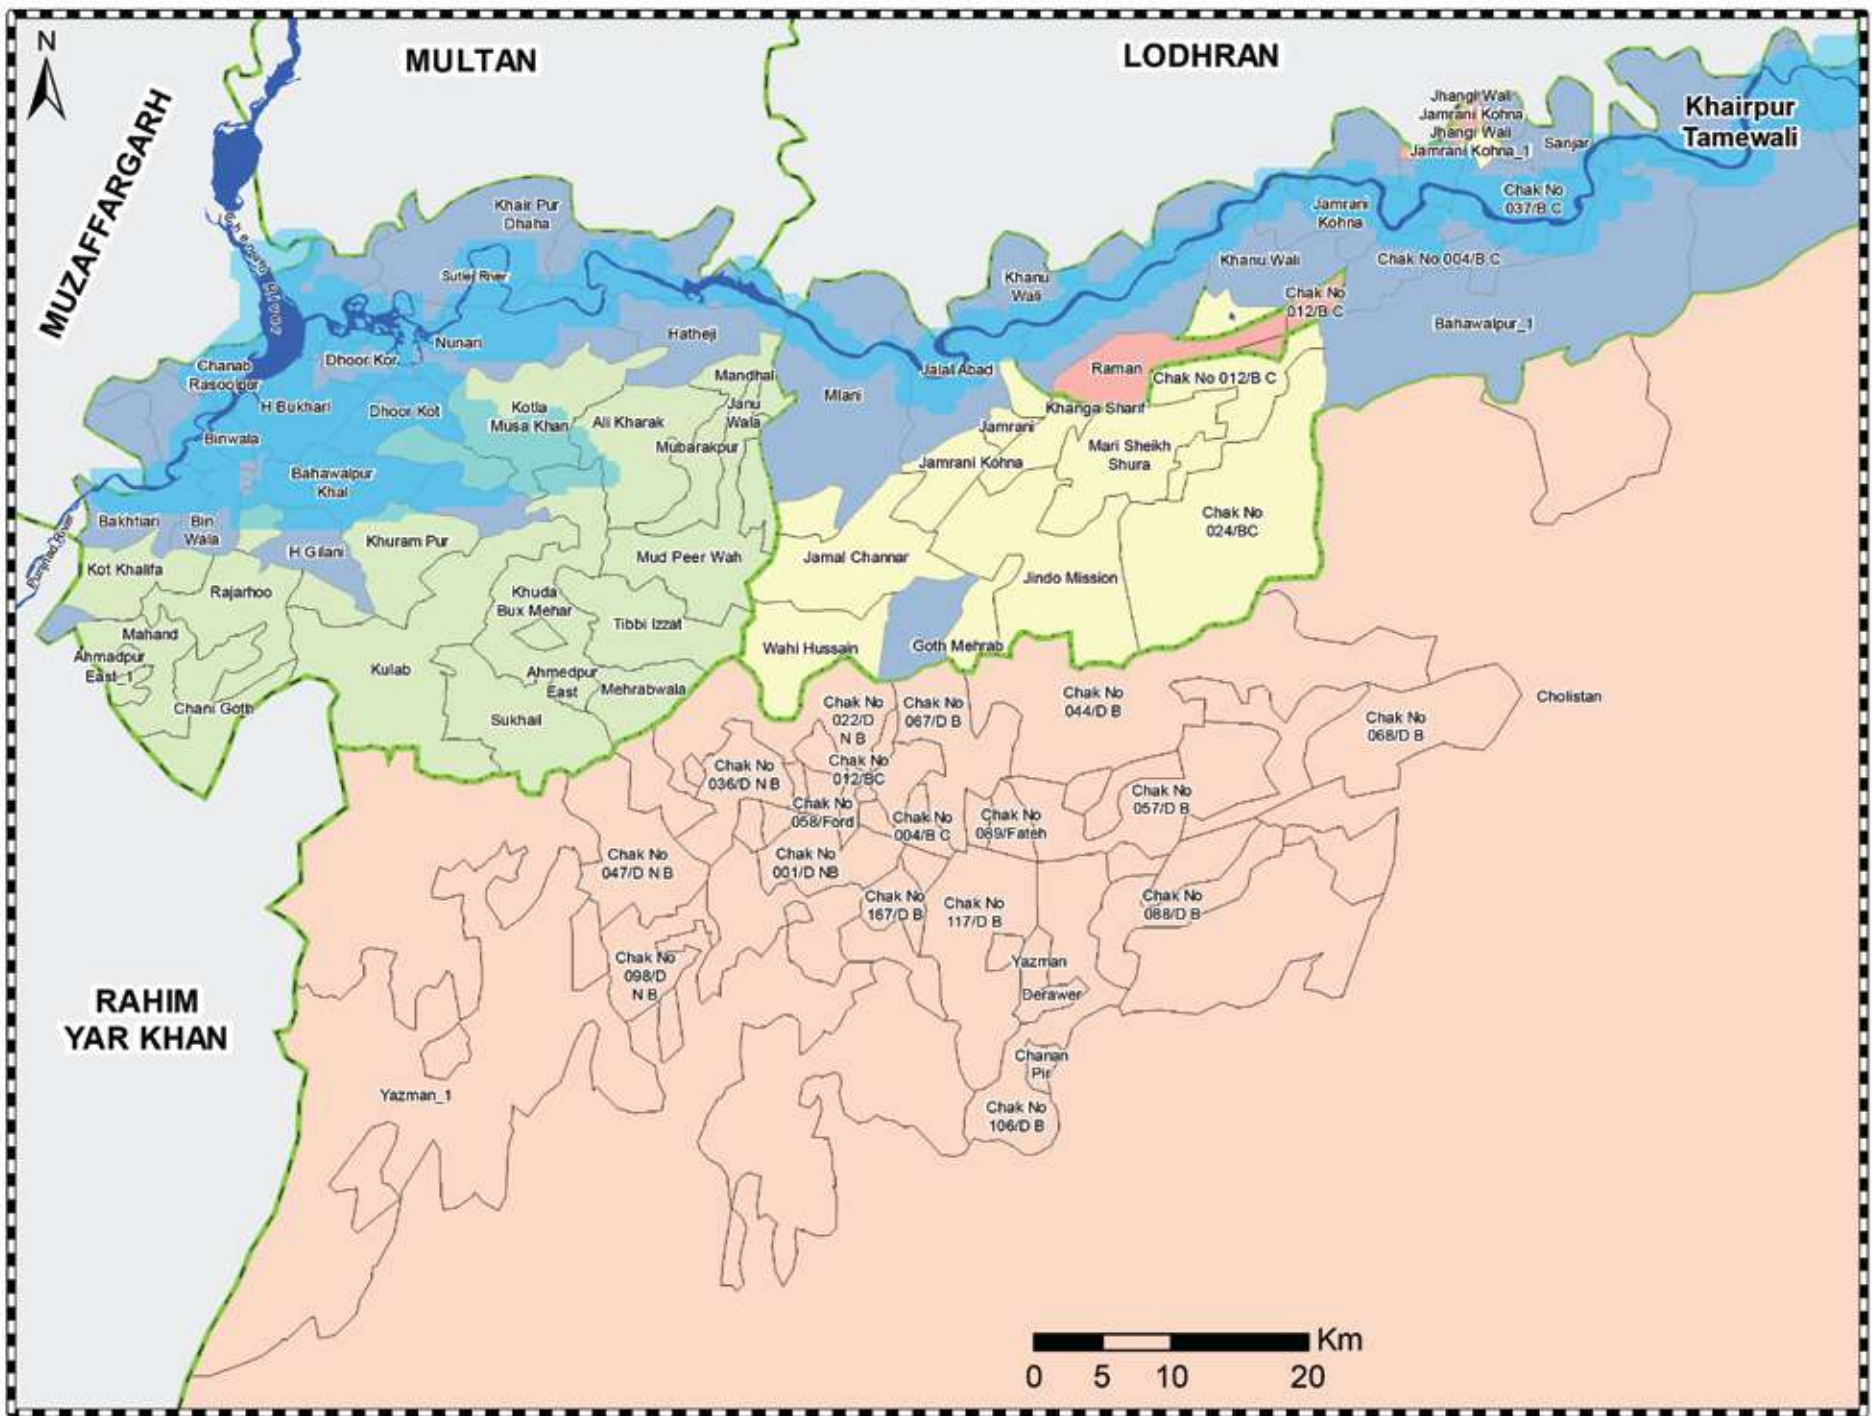 N
MULTAN
LODHRAN
MUZAFFARGARH
Khairpur
Tamewali
Jhangi Wali
Jamrani Kohna
Jhangi Wali
Jamrani Kohna_1
Sanjar
Chak No
037/B C
Jamrani
Kohna
Khair Pur
Dhaha
Khanu Wali
Chak No 004/B C
Sutlej River
Khanu
Wali
Chak No
012/B C
Bahawalpur_1
Hatheji
Nunari
Dhoor Kor
Chanab
Rasoolpur
Mandhal
Jalal Abad
Raman
Chak No 012/B C
Mlani
H Bukhari
Dhoor Kot
Kotla
Musa Khan
Ali Kharak
Janu
Wala
Khanga Sharif
Jamrani
Binwala
Mubarakpur
Mari Sheikh
Shura
Jamrani Kohna
Bahawalpur
Khal
Chak No
024/BC
Bakhtiari
Bin
Wala
Punjnad River
H Gilani
Khuram Pur
Mud Peer Wah
Jamal Channar
Kot Khalifa
Jindo Mission
Rajarhoo
Khuda
Bux Mehar
Tibbi Izzat
Mahand
Wahi Hussain
Goth Mehrab
Ahmadpur
East_1
Kulab
Ahmedpur
East
Mehrabwala
Chani Goth
Sukhail
Chak No
022/D
N B
Chak No
067/D B
Chak No
044/D B
Cholistan
Chak No
068/D B
Chak No
036/D N B
Chak No
012/BC
Chak No
057/D B
Chak No
058/Ford
Chak No
004/B C
Chak No
089/Fateh
Chak No
047/D N B
Chak No
001/D NB
Chak No
167/D B
Chak No
117/D B
Chak No
088/D B
Chak No
098/D
N B
Yazman
Derawer
RAHIM
YAR KHAN
Chanan
Pir
Yazman_1
Chak No
106/D B
Km
0 5 10 20